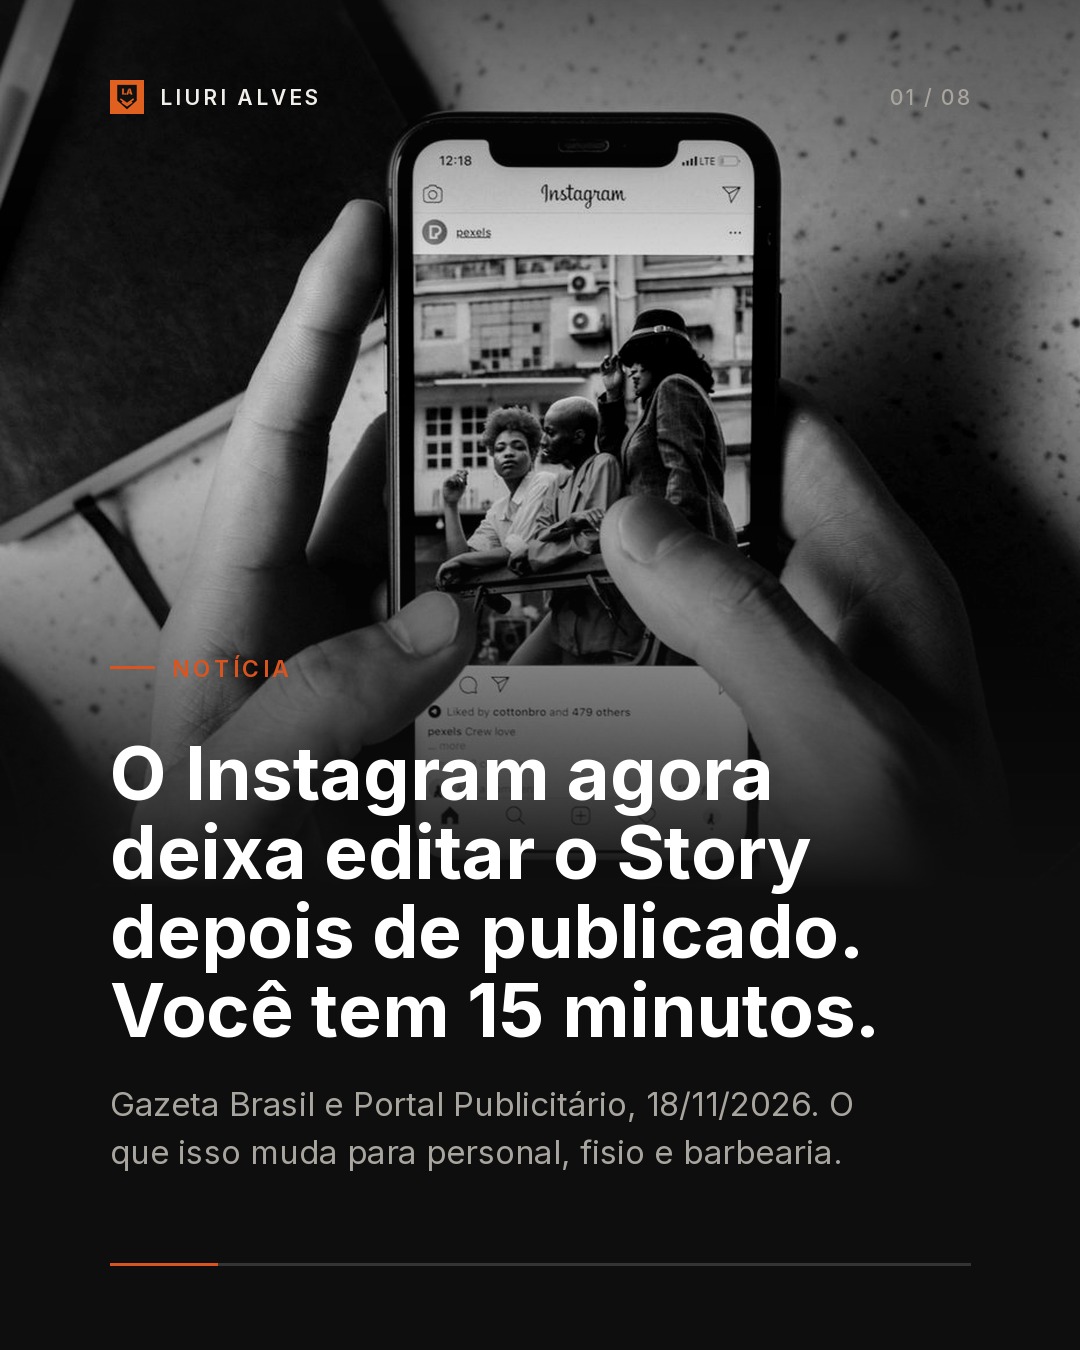 LA
LIURI ALVES
01 / 08
12:18
LTE
Instagram
pexels
Liked by cottonbro and 479 others
pexels Crew love
... more
NOTÍCIA
O Instagram agora
deixa editar o Story
depois de publicado.
Você tem 15 minutos.
Gazeta Brasil e Portal Publicitário, 18/11/2026. O
que isso muda para personal, fisio e barbearia.